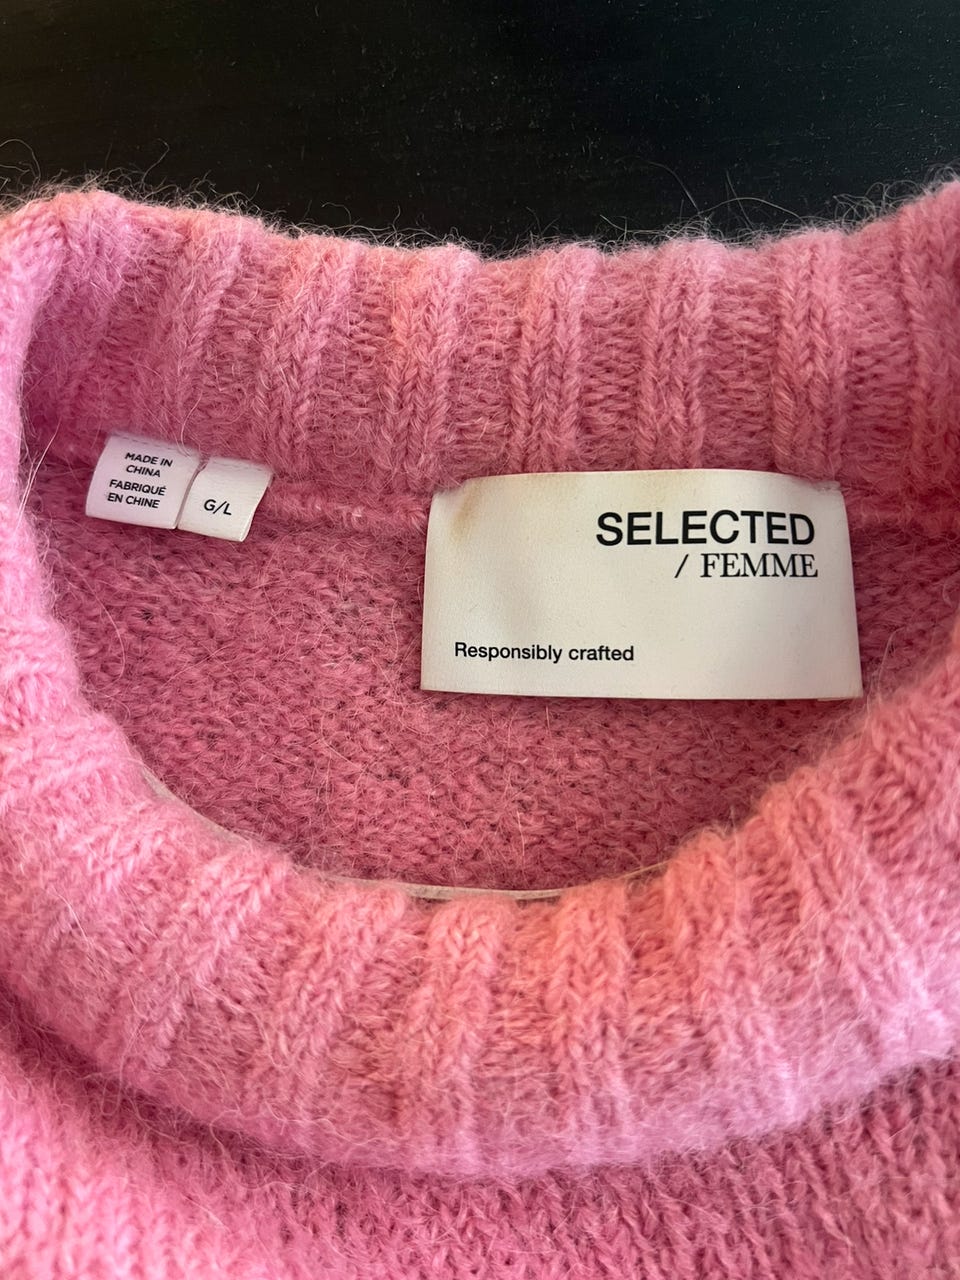 MADE IN
CHINA
FABRIQUÉ
EN CHINE
G/L
SELECTED
/ FEMME
Responsibly crafted